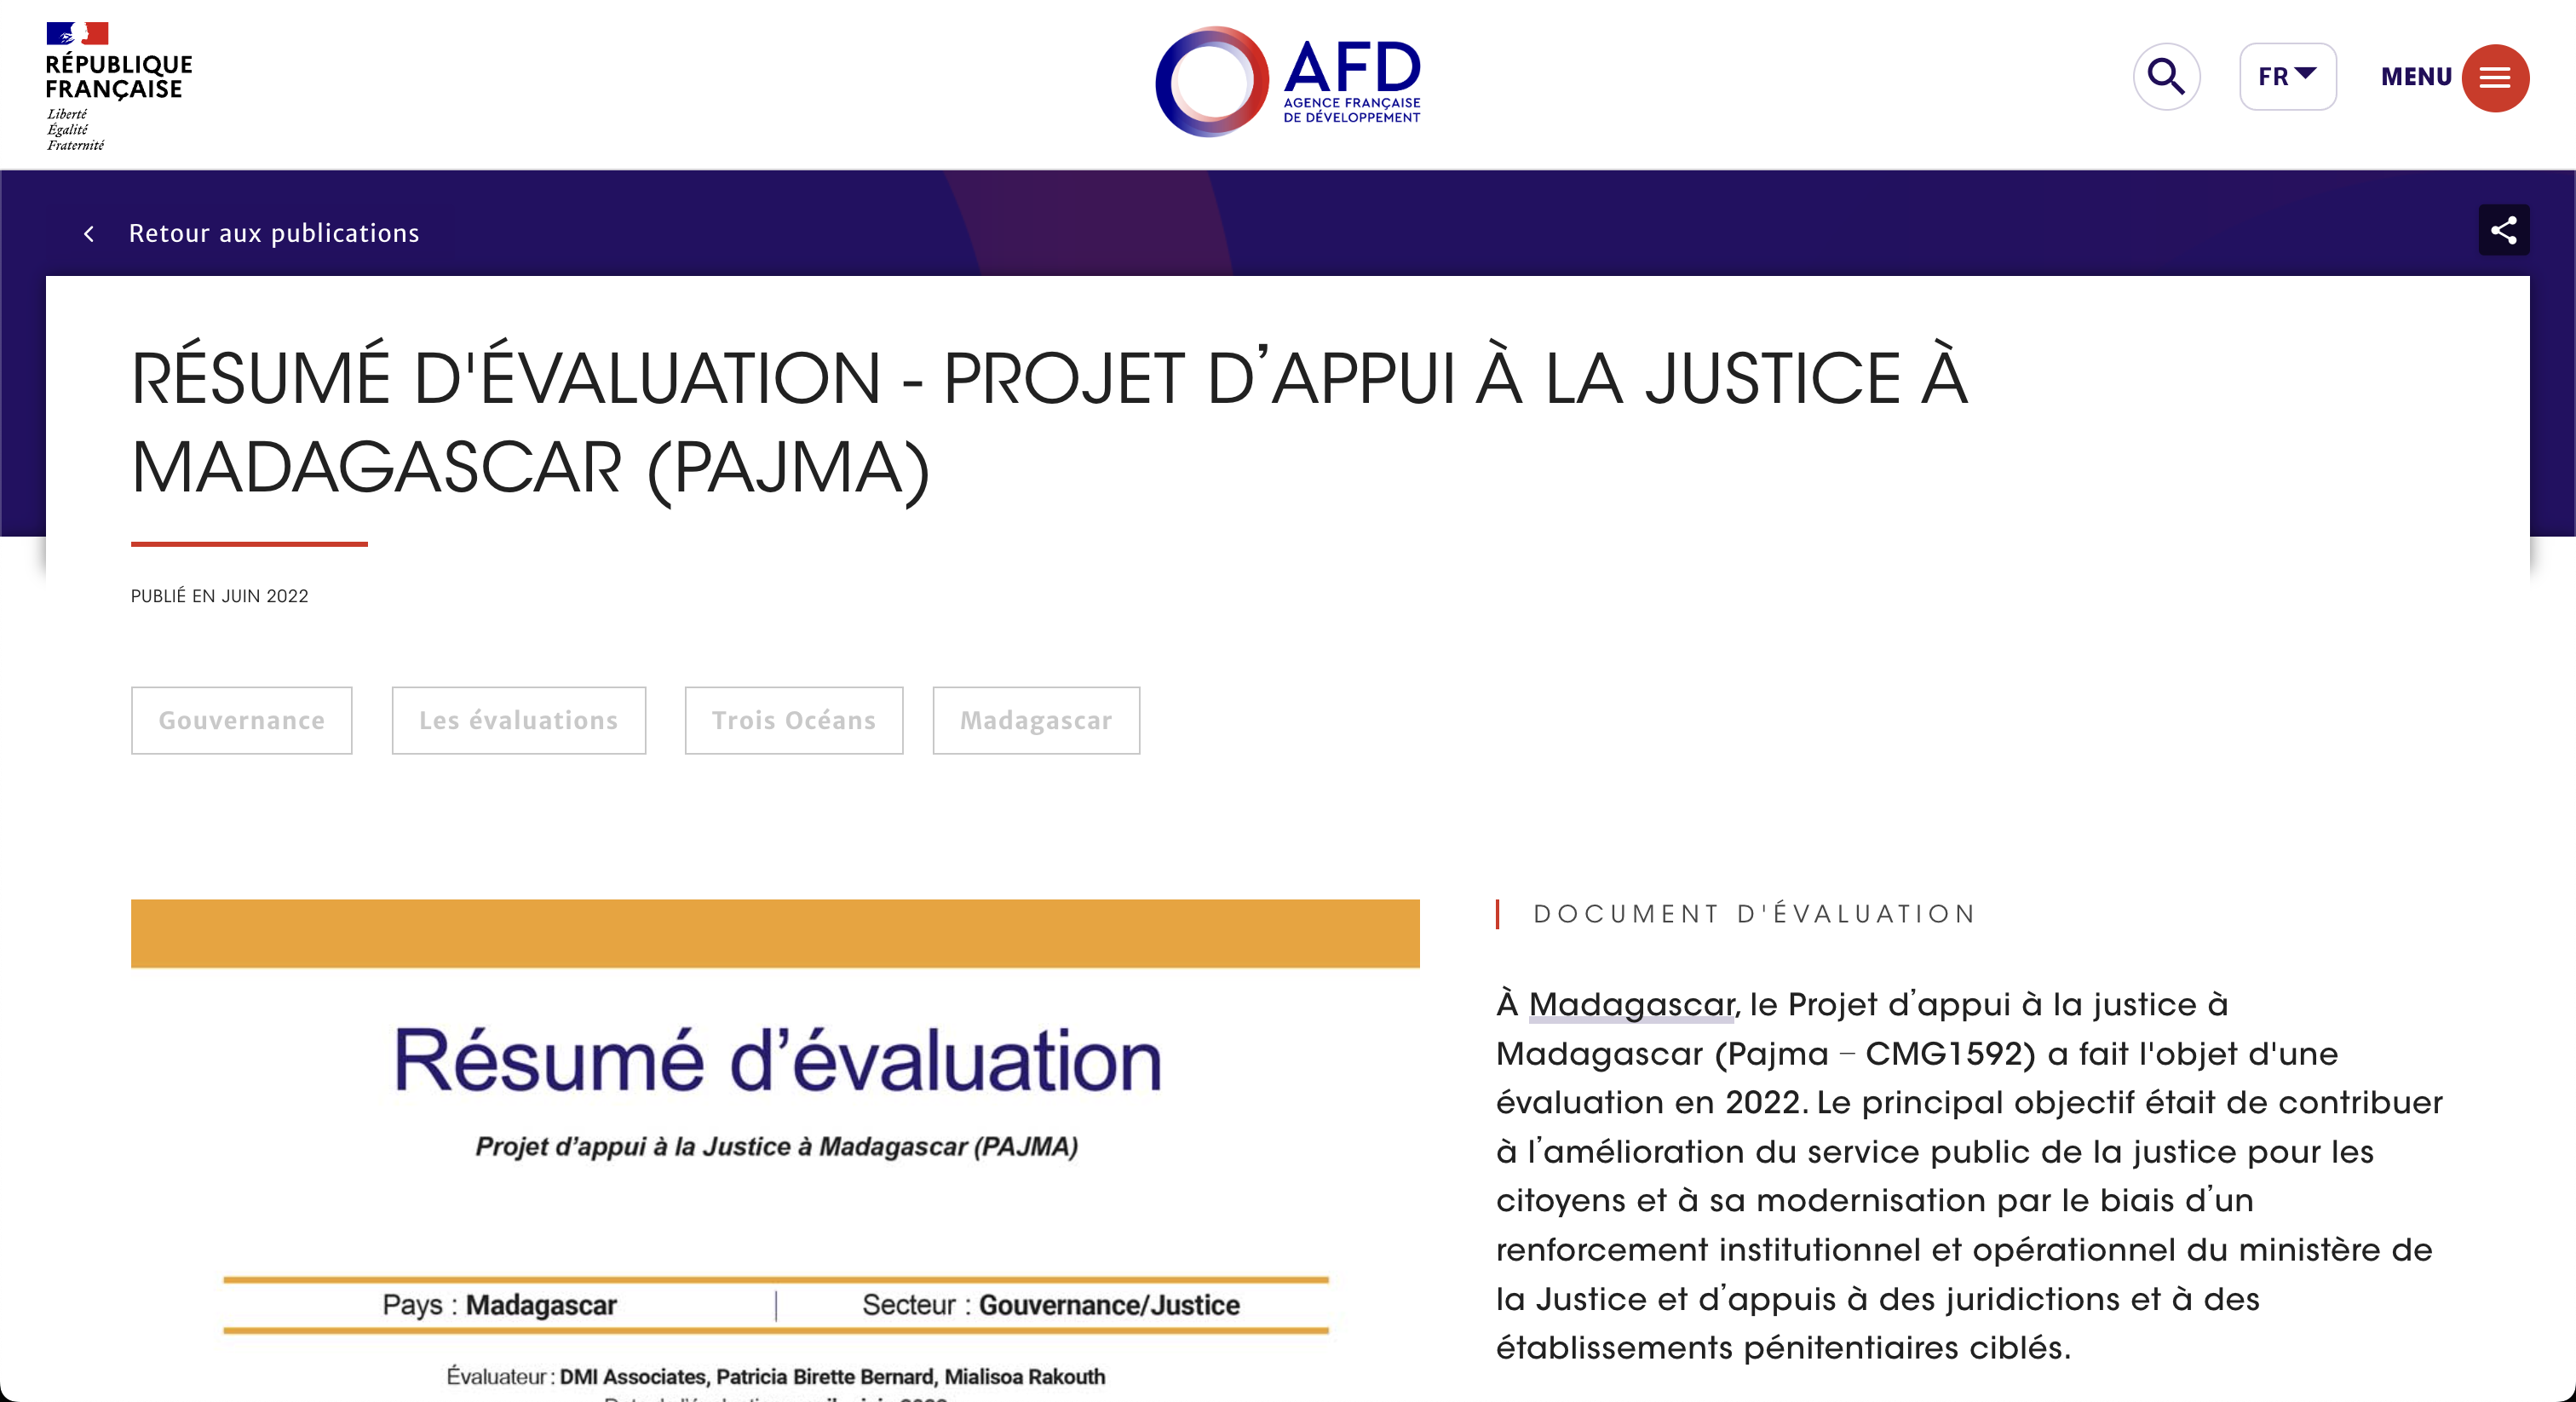 RÉPUBLIQUE
FRANÇAISE
Liberté
Égalité
Fraternité
AFD
AGENCE FRANÇAISE
DE DÉVELOPPEMENT
FR
MENU
Retour aux publications
RÉSUMÉ D'ÉVALUATION - PROJET D’APPUI À LA JUSTICE À
MADAGASCAR (PAJMA)
PUBLIÉ EN JUIN 2022
Gouvernance
Les évaluations
Trois Océans
Madagascar
Résumé d’évaluation
Projet d’appui à la Justice à Madagascar (PAJMA)
Pays : Madagascar
Secteur : Gouvernance/Justice
Évaluateur : DMI Associates, Patricia Birette Bernard, Mialisoa Rakouth
DOCUMENT D'ÉVALUATION
À Madagascar, le Projet d’appui à la justice à
Madagascar (Pajma – CMG1592) a fait l'objet d'une
évaluation en 2022. Le principal objectif était de contribuer
à l’amélioration du service public de la justice pour les
citoyens et à sa modernisation par le biais d’un
renforcement institutionnel et opérationnel du ministère de
la Justice et d’appuis à des juridictions et à des
établissements pénitentiaires ciblés.